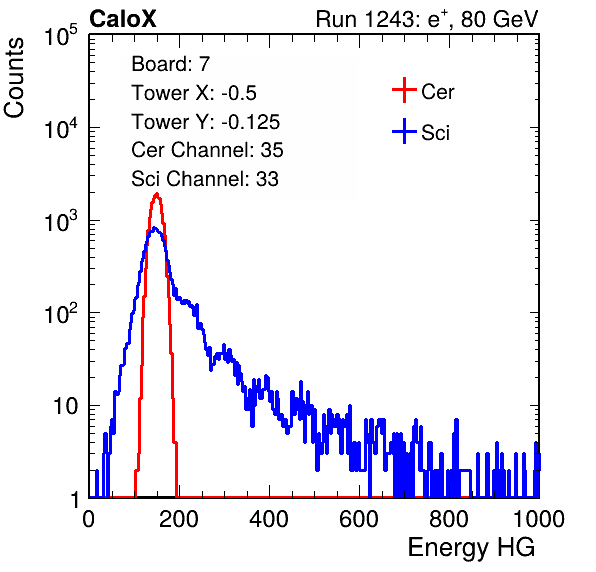 CaloX Run 1243: e⁺, 80 GeV
Counts
Board: 7
Tower X: -0.5
Tower Y: -0.125
Cer Channel: 35
Sci Channel: 33
Cer
Sci
10⁵
10⁴
10³
10²
10
1
0 200 400 600 800 1000
Energy HG